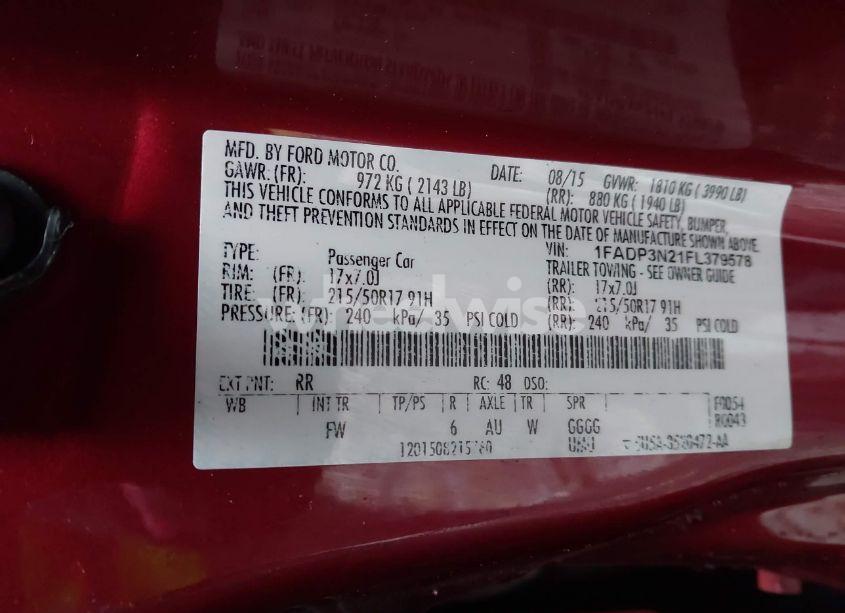 MFD. BY FORD MOTOR CO. DATE: 08/15 GVWR: 1810 KG ( 3990 LB)
GAWR: (FR): 972 KG ( 2143 LB) (RR): 880 KG ( 1940 LB)
THIS VEHICLE CONFORMS TO ALL APPLICABLE FEDERAL MOTOR VEHICLE SAFETY, BUMPER,
AND THEFT PREVENTION STANDARDS IN EFFECT ON THE DATE OF MANUFACTURE SHOWN ABOVE.
VIN: 1FADP3N21FL379578
TYPE: Passenger Car TRAILER TOWING - SEE OWNER GUIDE
RIM: (FR): 17x7.0J (RR): 17x7.0J
TIRE: (FR): 215/50R17 91H (RR): 215/50R17 91H
PRESSURE: (FR): 240 kPa/ 35 PSI COLD (RR): 240 kPa/ 35 PSI COLD
wheelwise
EXT PNT: RR RC: 48 DSO:
WB INT TR TP/PS R AXLE TR SPR F0054
FW 6 AU W GGGG R0043